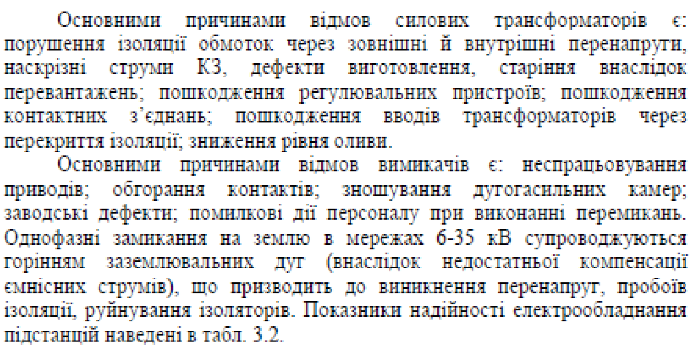 Основними причинами відмов силових трансформаторів є:
порушення ізоляції обмоток через зовнішні й внутрішні перенапруги,
наскрізні струми КЗ, дефекти виготовлення, старіння внаслідок
перевантажень; пошкодження регулювальних пристроїв; пошкодження
контактних з’єднань; пошкодження вводів трансформаторів через
перекриття ізоляції; зниження рівня оливи.
Основними причинами відмов вимикачів є: неспрацьовування
приводів; обгорання контактів; зношування дугогасильних камер;
заводські дефекти; помилкові дії персоналу при виконанні перемикань.
Однофазні замикання на землю в мережах 6-35 кВ супроводжуються
горінням заземлювальних дуг (внаслідок недостатньої компенсації
ємнісних струмів), що призводить до виникнення перенапруг, пробоїв
ізоляції, руйнування ізоляторів. Показники надійності електрообладнання
підстанцій наведені в табл. 3.2.